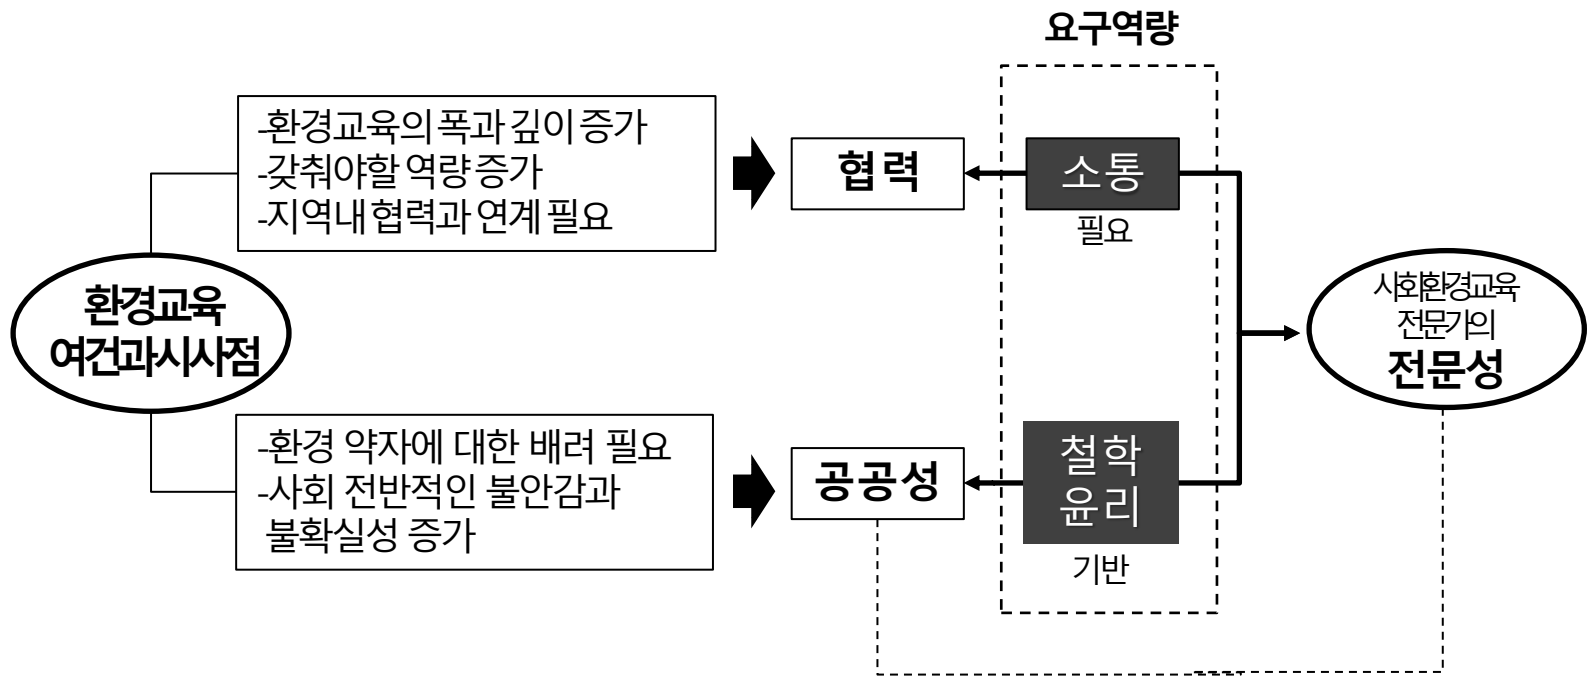 요구역량
-환경교육의 폭과 깊이 증가
-갖춰야할 역량 증가
-지역내 협력과 연계 필요
협력
소통
필요
환경교육
여건과 시사점
사회환경교육
전문가의
전문성
-환경 약자에 대한 배려 필요
-사회 전반적인 불안감과
불확실성 증가
공공성
철학
윤리
기반